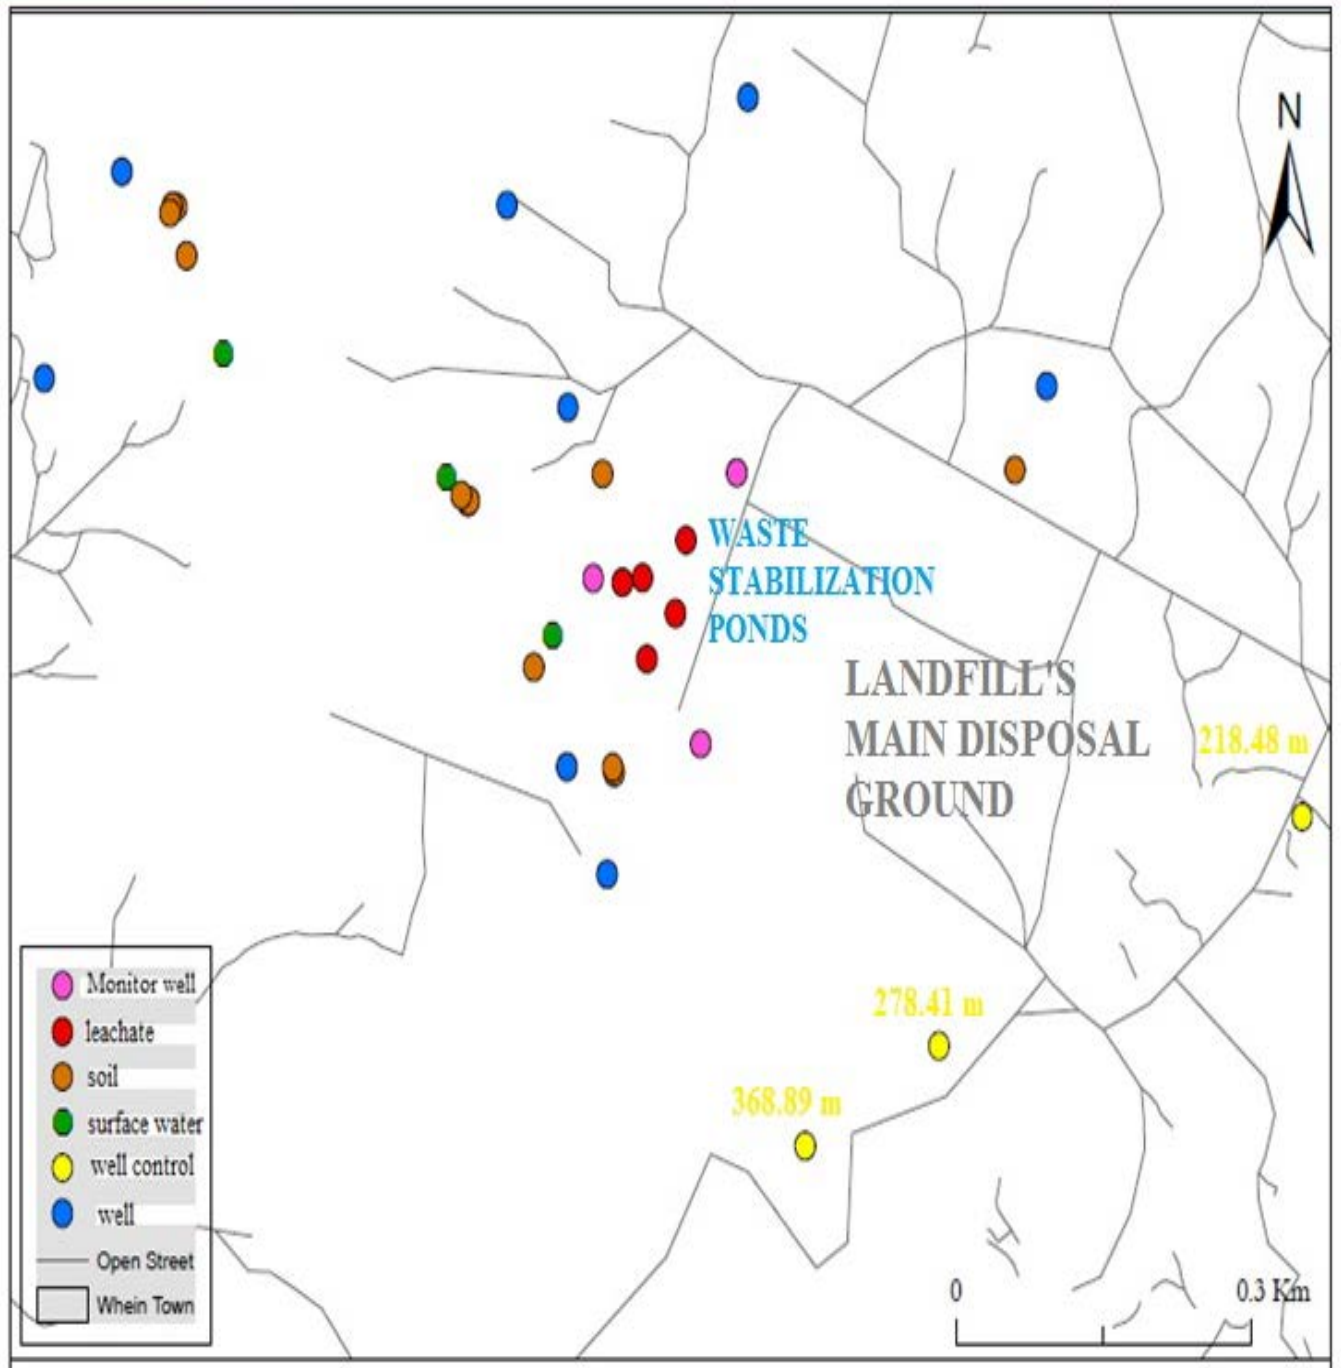 N
WASTE
STABILIZATION
PONDS
LANDFILL'S
MAIN DISPOSAL
GROUND
218.48 m
278.41 m
368.89 m
Monitor well
leachate
soil
surface water
well control
well
Open Street
Whein Town
0 0.3 Km